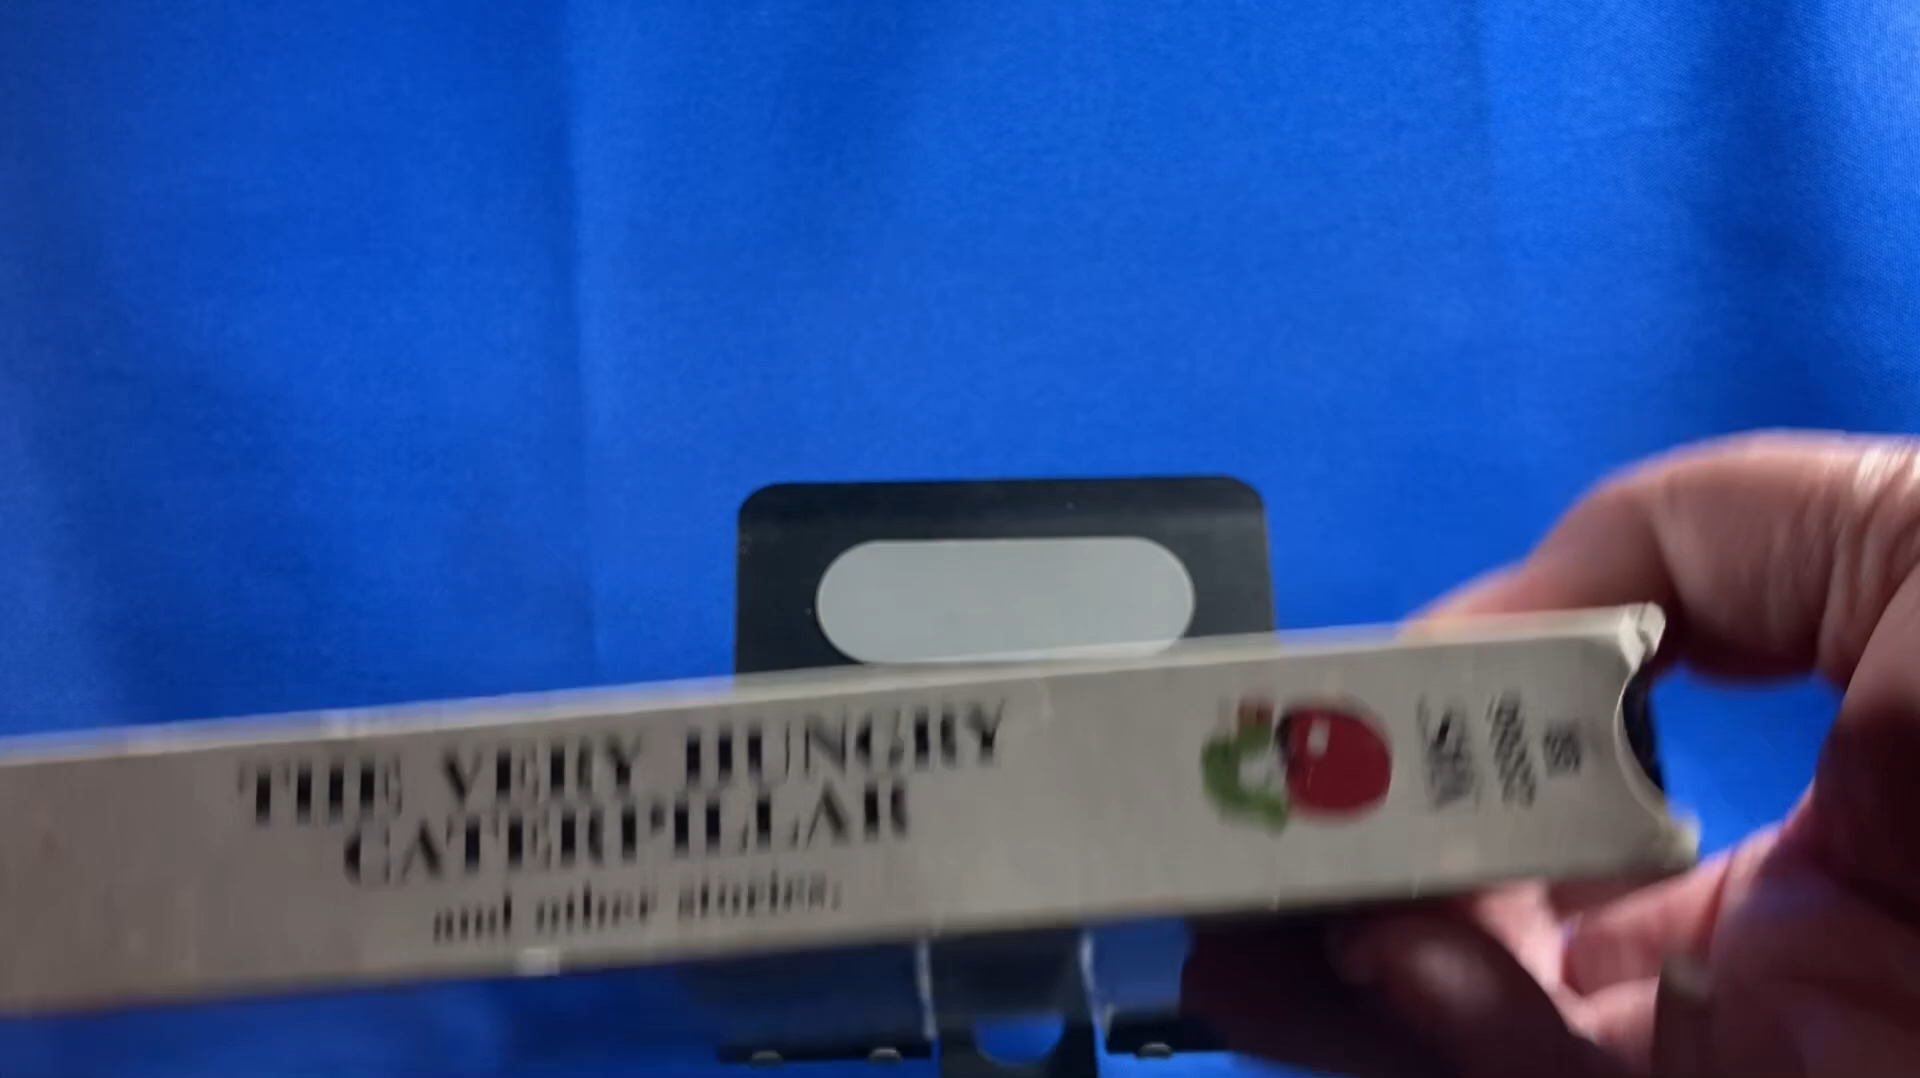 THE VERY HUNGRY
CATERPILLAR
and other stories.